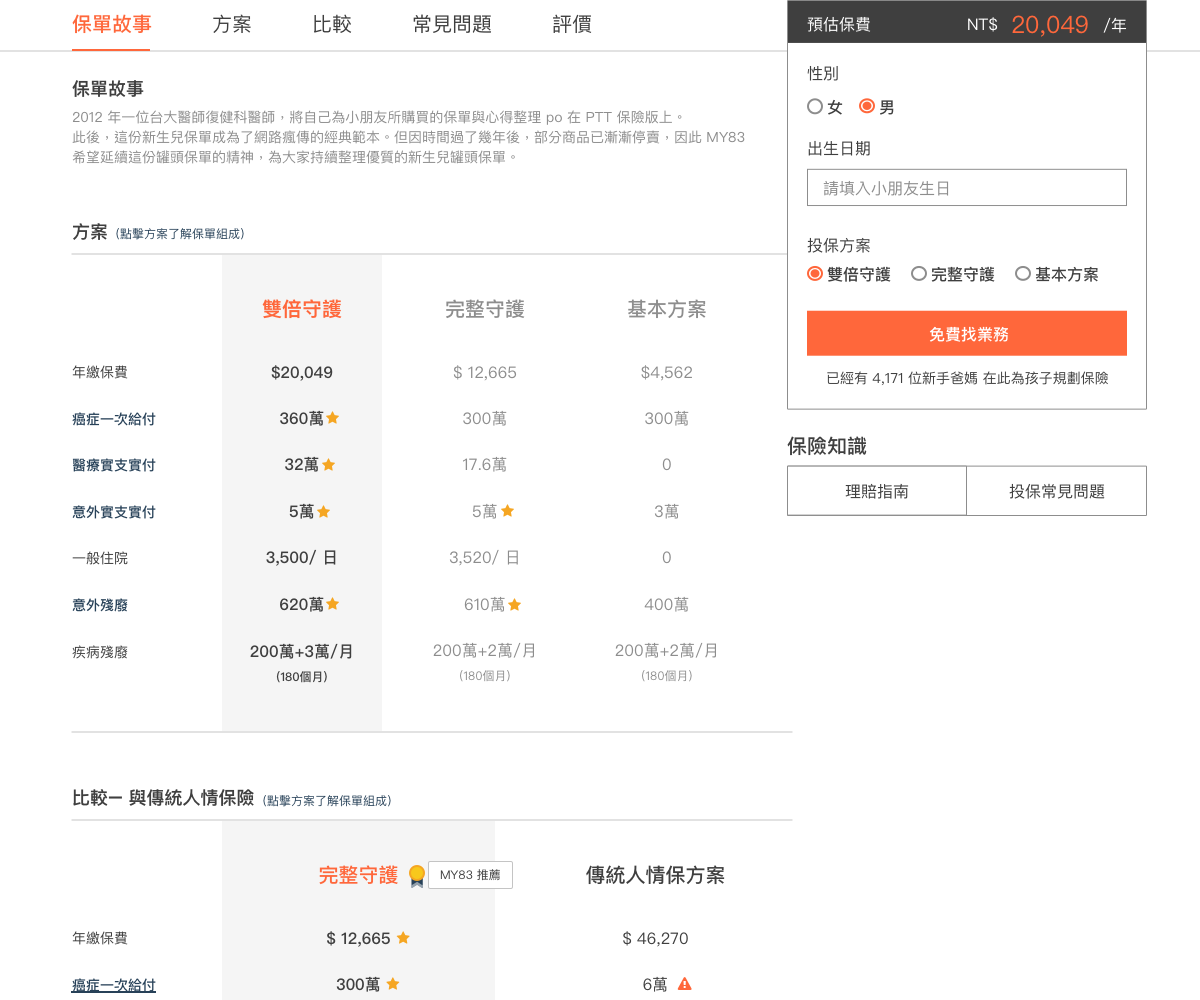 保單故事
方案
比較
常見問題
評價
預估保費 NT$ 20,049 /年
性別
女 男
出生日期
請填入小朋友生日
投保方案
雙倍守護 完整守護 基本方案
免費找業務
已經有 4,171 位新手爸媽 在此為孩子規劃保險
保險知識
理賠指南 投保常見問題
保單故事
2012 年一位台大醫師復健科醫師，將自己為小朋友所購買的保單與心得整理 po 在 PTT 保險版上。
此後，這份新生兒保單成為了網路瘋傳的經典範本。但因時間過了幾年後，部分商品已漸漸停賣，因此 MY83
希望延續這份罐頭保單的精神，為大家持續整理優質的新生兒罐頭保單。
方案 (點擊方案了解保單組成)
雙倍守護 完整守護 基本方案
年繳保費 $20,049 $ 12,665 $4,562
癌症一次給付 360萬 300萬 300萬
醫療實支實付 32萬 17.6萬 0
意外實支實付 5萬 5萬 3萬
一般住院 3,500/ 日 3,520/ 日 0
意外殘廢 620萬 610萬 400萬
疾病殘廢 200萬+3萬/月 200萬+2萬/月 200萬+2萬/月
(180個月) (180個月) (180個月)
比較— 與傳統人情保險 (點擊方案了解保單組成)
完整守護 MY83 推薦 傳統人情保方案
年繳保費 $ 12,665 $ 46,270
癌症一次給付 300萬 6萬